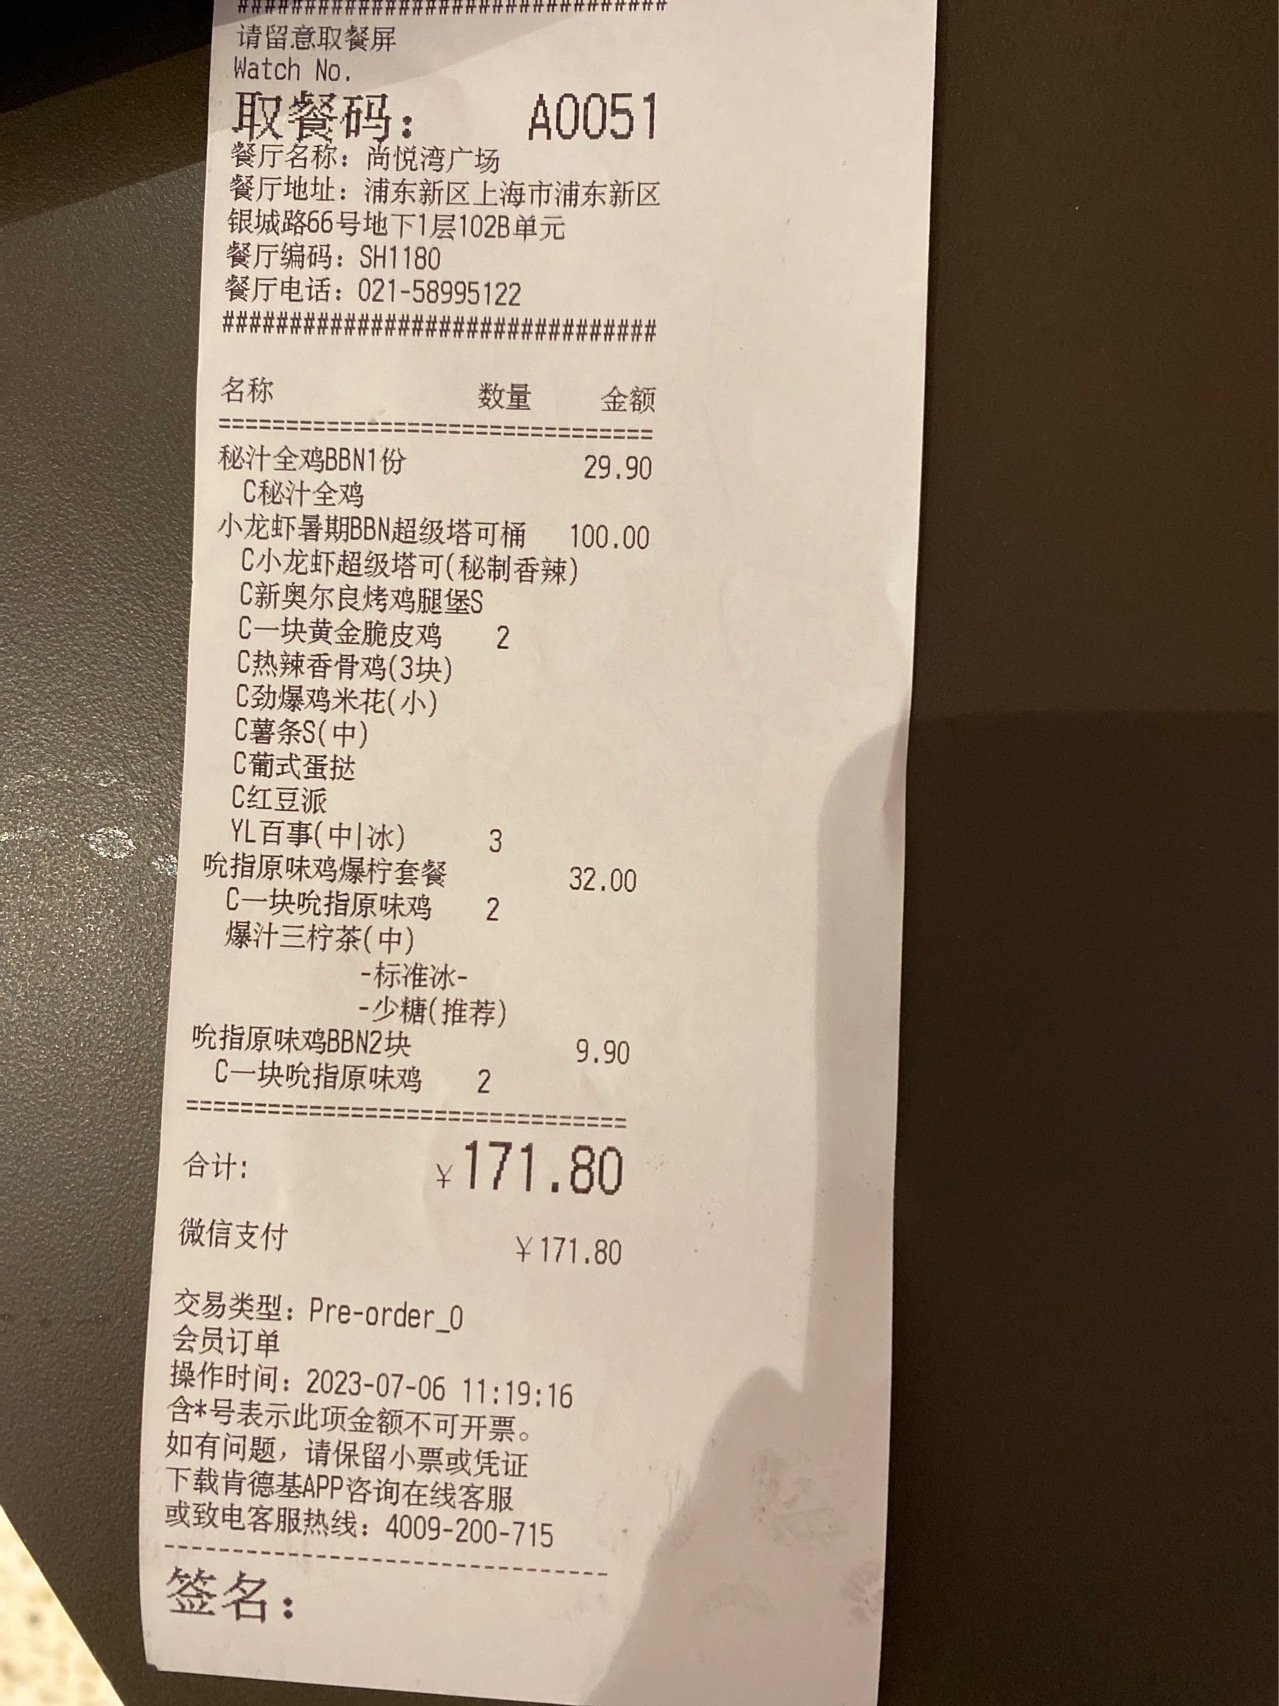 ################################
请留意取餐屏
Watch No.
取餐码： A0051
餐厅名称：尚悦湾广场
餐厅地址：浦东新区上海市浦东新区
银城路66号地下1层102B单元
餐厅编码：SH1180
餐厅电话：021-58995122
################################
名称 数量 金额
================================
秘汁全鸡BBN1份 29.90
C秘汁全鸡
小龙虾暑期BBN超级塔可桶 100.00
C小龙虾超级塔可(秘制香辣)
C新奥尔良烤鸡腿堡S
C一块黄金脆皮鸡 2
C热辣香骨鸡(3块)
C劲爆鸡米花(小)
C薯条S(中)
C葡式蛋挞
C红豆派
YL百事(中|冰) 3
吮指原味鸡爆柠套餐 32.00
C一块吮指原味鸡 2
爆汁三柠茶(中)
-标准冰-
-少糖(推荐)
吮指原味鸡BBN2块 9.90
C一块吮指原味鸡 2
================================
合计: ￥171.80
微信支付 ￥171.80
交易类型：Pre-order_0
会员订单
操作时间：2023-07-06 11:19:16
含*号表示此项金额不可开票。
如有问题，请保留小票或凭证
下载肯德基APP咨询在线客服
或致电客服热线：4009-200-715
--------------------------------
签名：